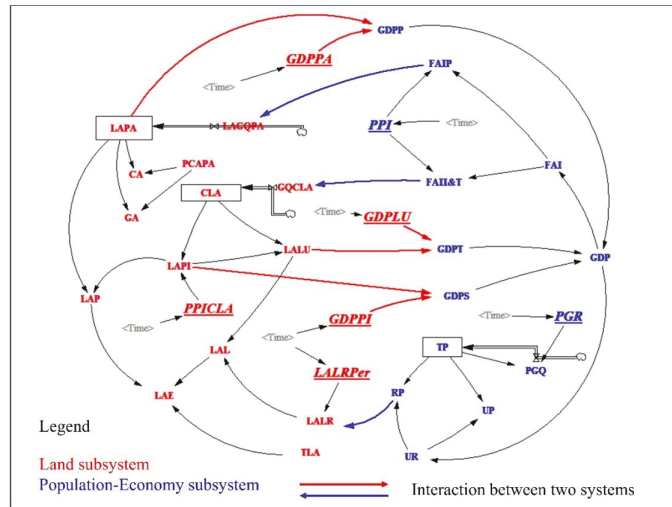 GDPP
GDPPA
FAIP
<Time>
LAPA
LACQPA
PPI
<Time>
PCAPA
CA
FAI
CLA
GQCLA
FAII&T
GA
<Time>
GDPLU
LALU
GDPT
GDP
LAPI
LAP
GDPS
PPICLA
GDPPI
<Time>
PGR
<Time>
<Time>
LAL
TP
LALRPer
PGQ
LAE
RP
UP
LALR
Legend
TLA
UR
Land subsystem
Population-Economy subsystem
Interaction between two systems